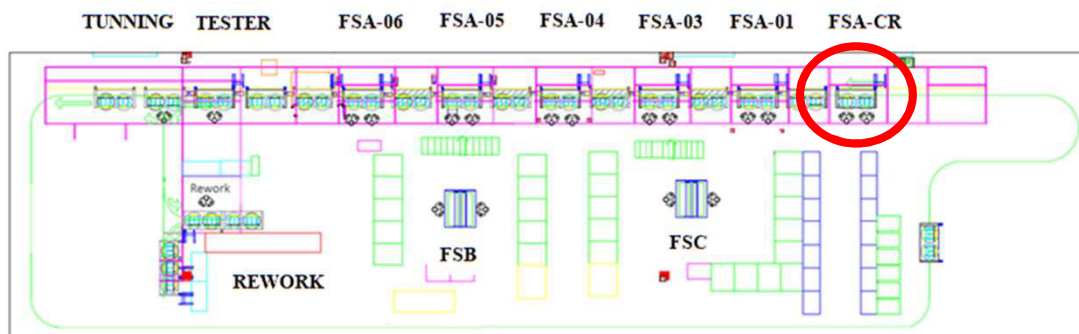 TUNNING TESTER FSA-06 FSA-05 FSA-04 FSA-03 FSA-01 FSA-CR
Rework
FSB
FSC
REWORK